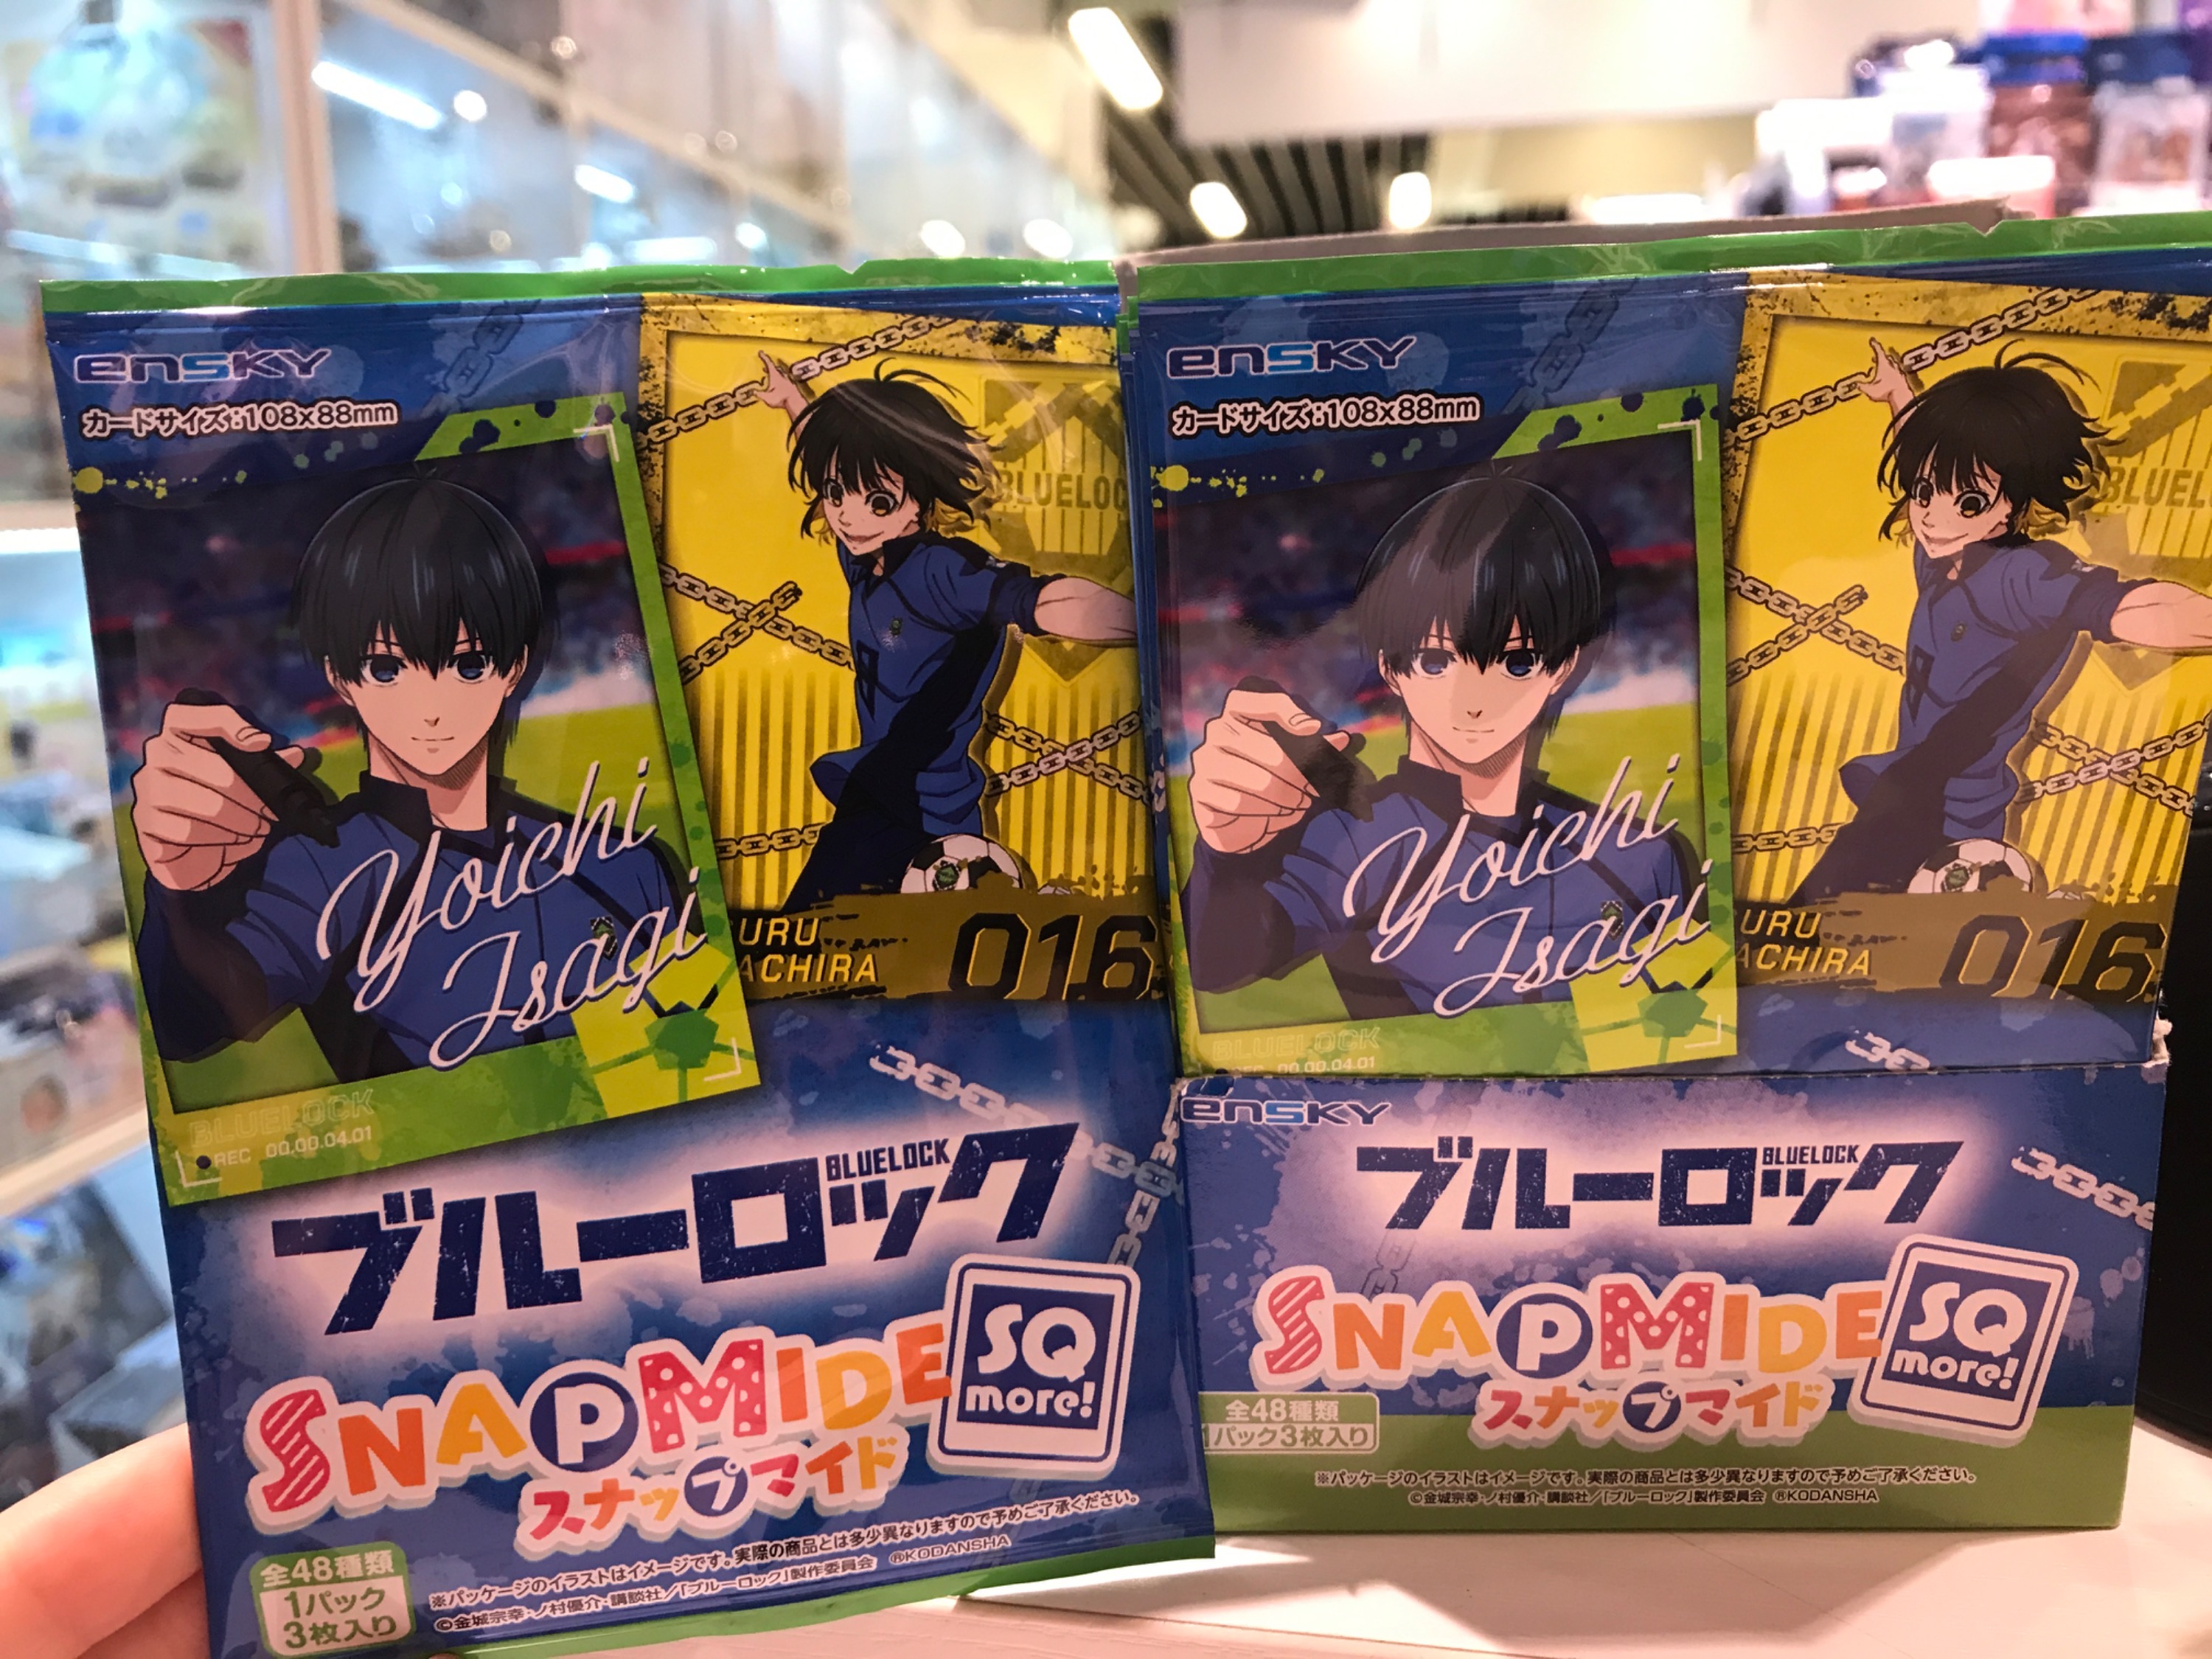 ensky
カードサイズ:108x88mm
Yoichi
Isagi
BLUELOC
URU
ACHIRA
016
BLUELOCK
REC 00.00.04.01
ブルーロック
BLUELOCK
SNAPMIDE
スナップマイド
SQ
more!
全48種類
1パック
3枚入り
※パッケージのイラストはイメージです。実際の商品とは多少異なりますので予めご了承ください。
©金城宗幸・ノ村優介・講談社/「ブルーロック」製作委員会 ®KODANSHA
ensky
カードサイズ:108x88mm
Yoichi
Isagi
BLUEL
URU
ACHIRA
016
BLUELOCK
REC 00.00.04.01
ensky
ブルーロック
BLUELOCK
SNAPMIDE
スナップマイド
SQ
more!
全48種類
1パック3枚入り
※パッケージのイラストはイメージです。実際の商品とは多少異なりますので予めご了承ください。
©金城宗幸・ノ村優介・講談社/「ブルーロック」製作委員会 ®KODANSHA